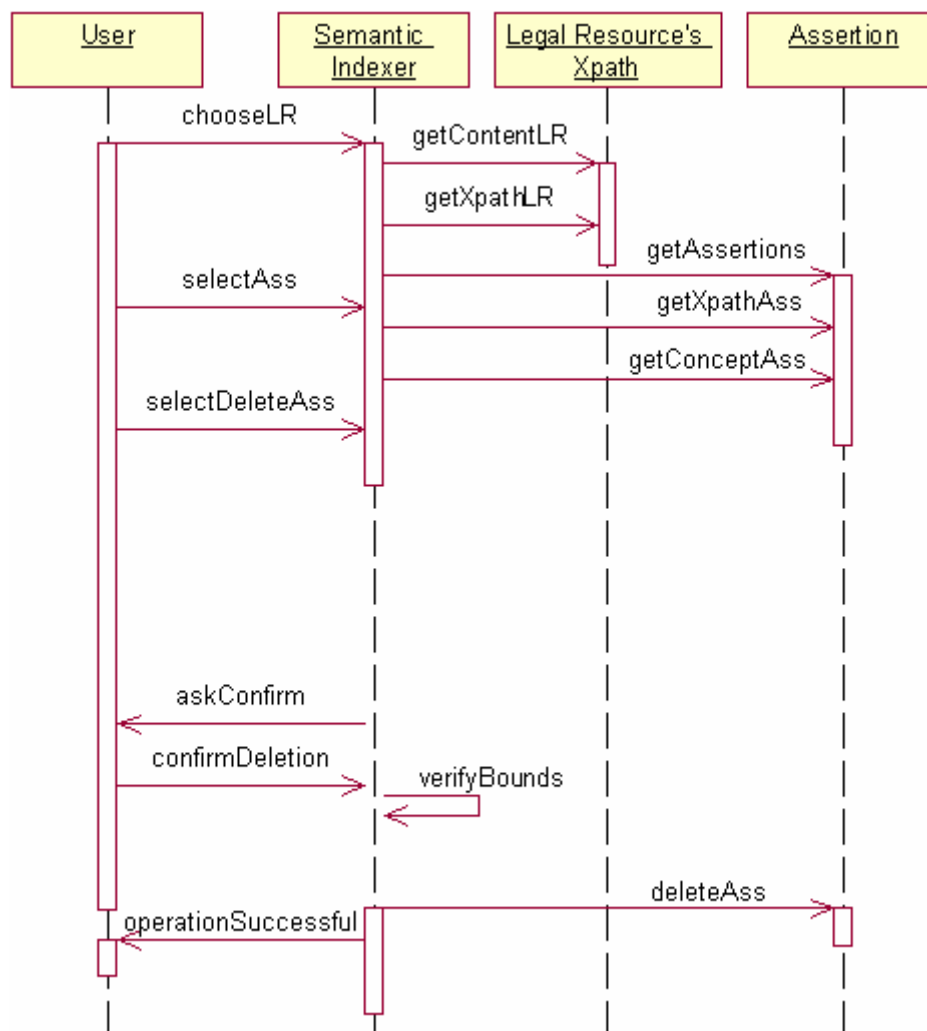 User
Semantic
Indexer
Legal Resource's
Xpath
Assertion
chooseLR
getContentLR
getXpathLR
getAssertions
selectAss
getXpathAss
getConceptAss
selectDeleteAss
askConfirm
confirmDeletion
verifyBounds
deleteAss
operationSuccessful